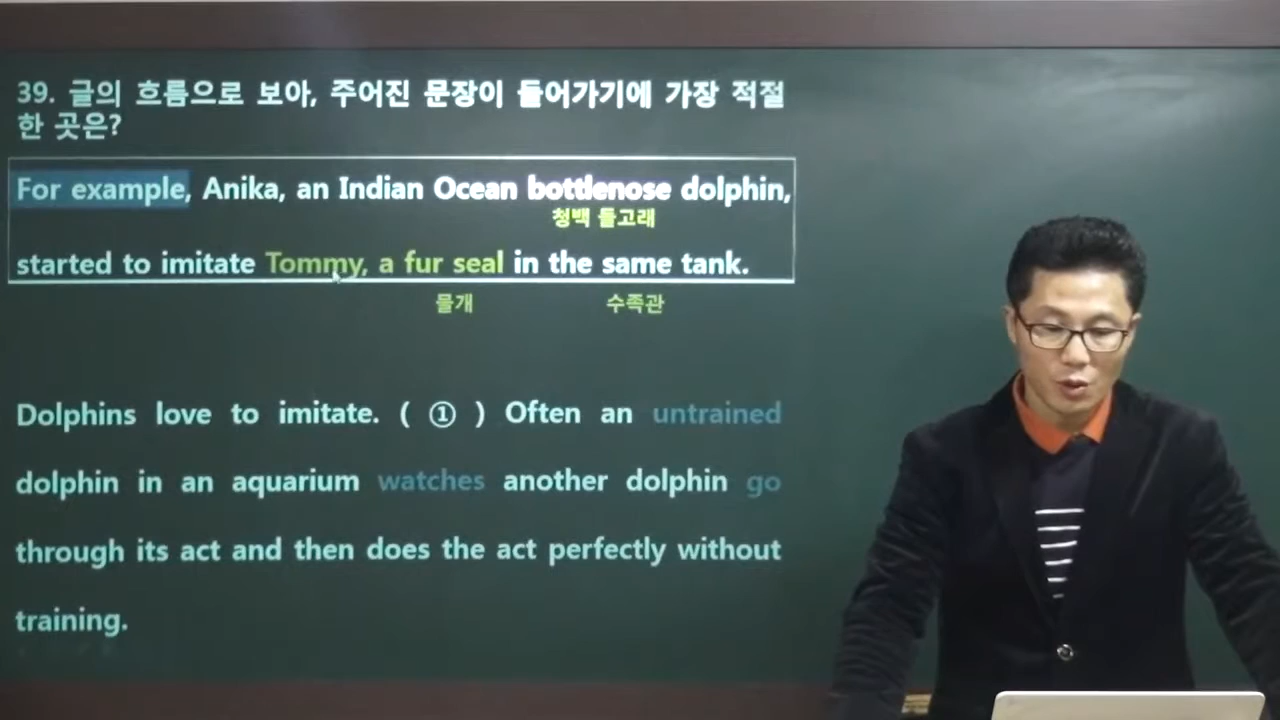 39. 글의 흐름으로 보아, 주어진 문장이 들어가기에 가장 적절
한 곳은?
For example, Anika, an Indian Ocean bottlenose dolphin,
청백 돌고래
started to imitate Tommy, a fur seal in the same tank.
물개 수족관
Dolphins love to imitate. ( ① ) Often an untrained
dolphin in an aquarium watches another dolphin go
through its act and then does the act perfectly without
training.